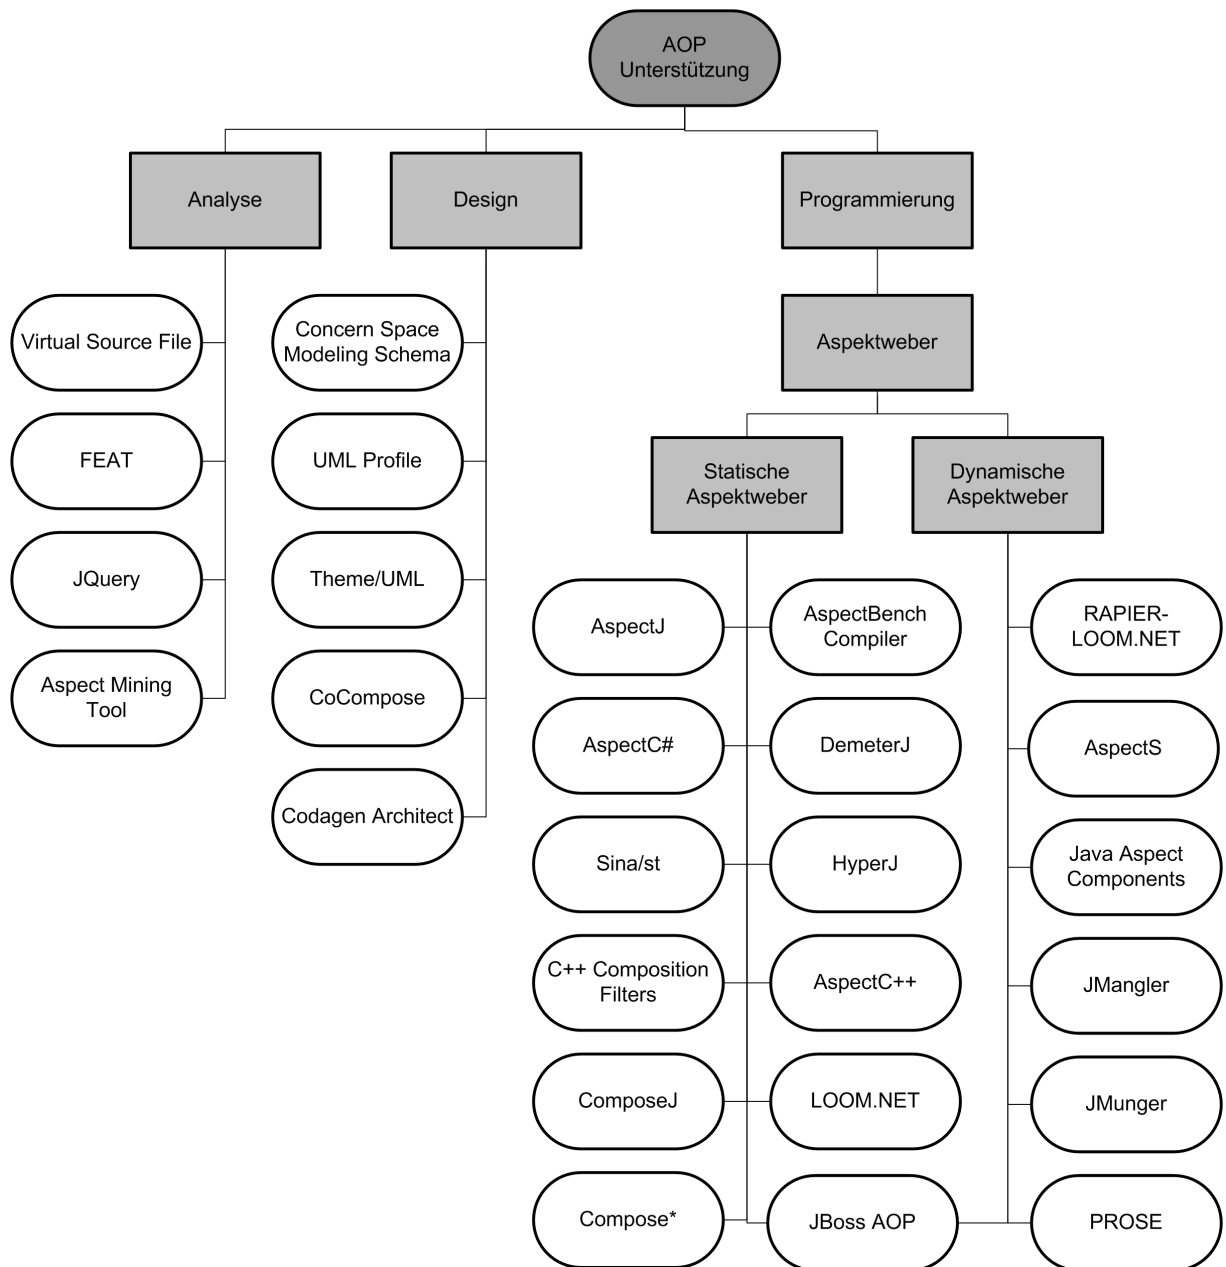 AOP
Unterstützung
Analyse
Design
Programmierung
Virtual Source File
Concern Space
Modeling Schema
Aspektweber
FEAT
UML Profile
Statische
Aspektweber
Dynamische
Aspektweber
JQuery
Theme/UML
AspectJ
AspectBench
Compiler
RAPIER-
LOOM.NET
Aspect Mining
Tool
CoCompose
AspectC#
DemeterJ
AspectS
Codagen Architect
Sina/st
HyperJ
Java Aspect
Components
C++ Composition
Filters
AspectC++
JMangler
ComposeJ
LOOM.NET
JMunger
Compose*
JBoss AOP
PROSE